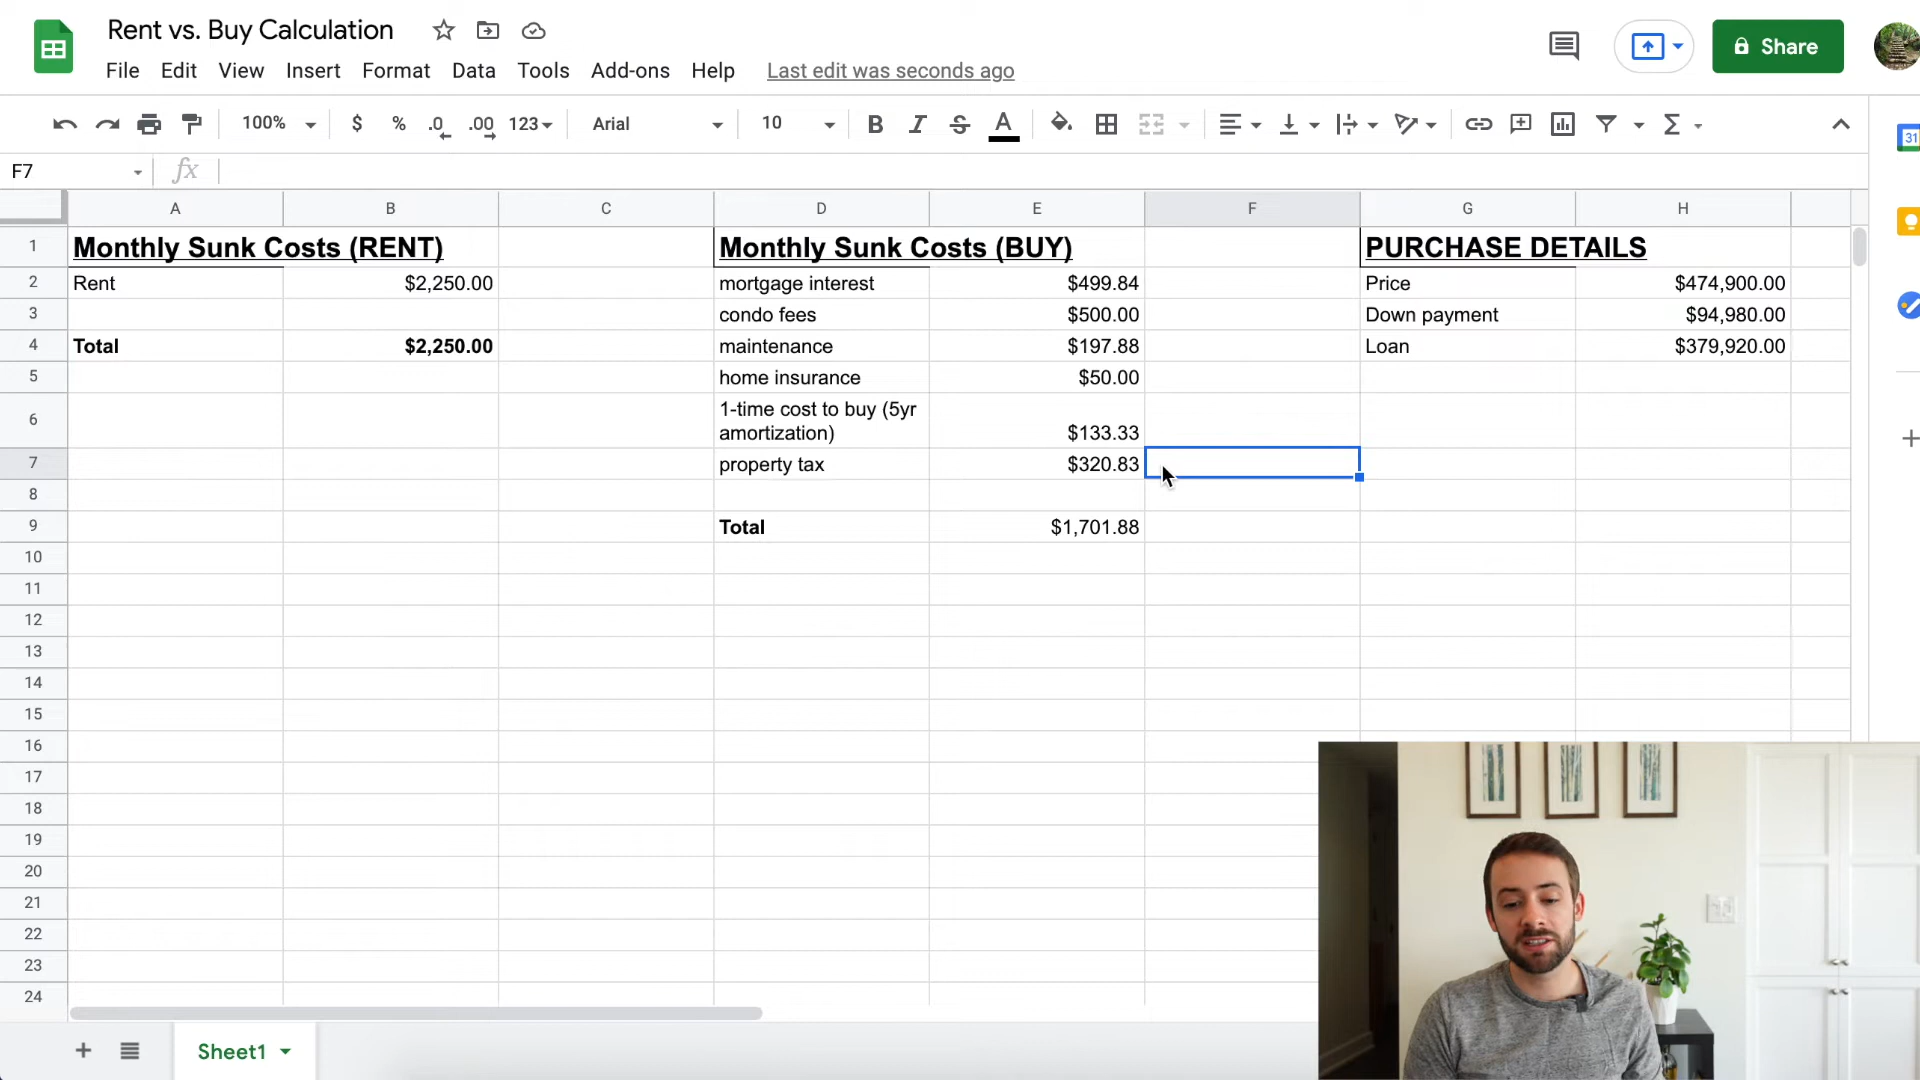 Rent vs. Buy Calculation
File Edit View Insert Format Data Tools Add-ons Help Last edit was seconds ago
Share
100% $ % .0 .00 123 Arial 10 B I S A Σ
31
F7 fx
A B C D E F G H
1 Monthly Sunk Costs (RENT) Monthly Sunk Costs (BUY) PURCHASE DETAILS
2 Rent $2,250.00 mortgage interest $499.84 Price $474,900.00
3 condo fees $500.00 Down payment $94,980.00
4 Total $2,250.00 maintenance $197.88 Loan $379,920.00
5 home insurance $50.00
6 1-time cost to buy (5yr
amortization) $133.33
7 property tax $320.83
8
9 Total $1,701.88
10
11
12
13
14
15
16
17
18
19
20
21
22
23
24
Sheet1